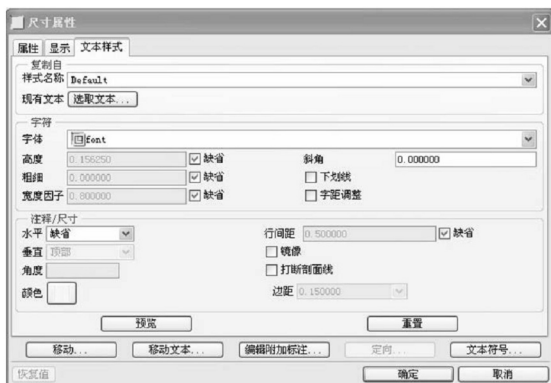 尺寸属性
属性 显示 文本样式
复制自
样式名称 Default
现有文本 选取文本...
字符
字体 font
高度 0.156250 缺省 斜角 0.000000
粗细 0.000000 缺省 下划线
宽度因子 0.800000 缺省 字距调整
注释/尺寸
水平 缺省 行间距 0.500000 缺省
垂直 顶部 镜像
角度 打断剖面线
颜色 边距 0.150000
预览 重置
移动... 移动文本... 编辑附加标注... 定向... 文本符号...
恢复值 确定 取消